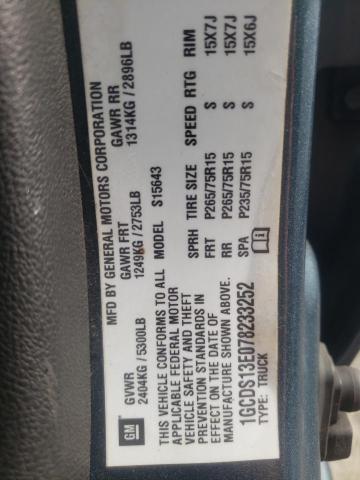 MFD BY GENERAL MOTORS CORPORATION
GVWR GAWR FRT GAWR RR
2404KG / 5300LB 1249KG / 2753LB 1314KG / 2896LB
GM
THIS VEHICLE CONFORMS TO ALL
APPLICABLE FEDERAL MOTOR
VEHICLE SAFETY AND THEFT
PREVENTION STANDARDS IN
EFFECT ON THE DATE OF
MANUFACTURE SHOWN ABOVE.
1GCDS13E078233252
TYPE: TRUCK
MODEL S15643
SPRH TIRE SIZE SPEED RTG RIM
FRT P265/75R15 S 15X7J
RR P265/75R15 S 15X7J
SPA P235/75R15 S 15X6J